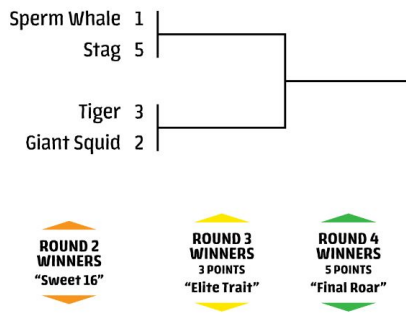 Sperm Whale 1
Stag 5
Tiger 3
Giant Squid 2
ROUND 2
WINNERS
“Sweet 16”
ROUND 3
WINNERS
3 POINTS
“Elite Trait”
ROUND 4
WINNERS
5 POINTS
“Final Roar”